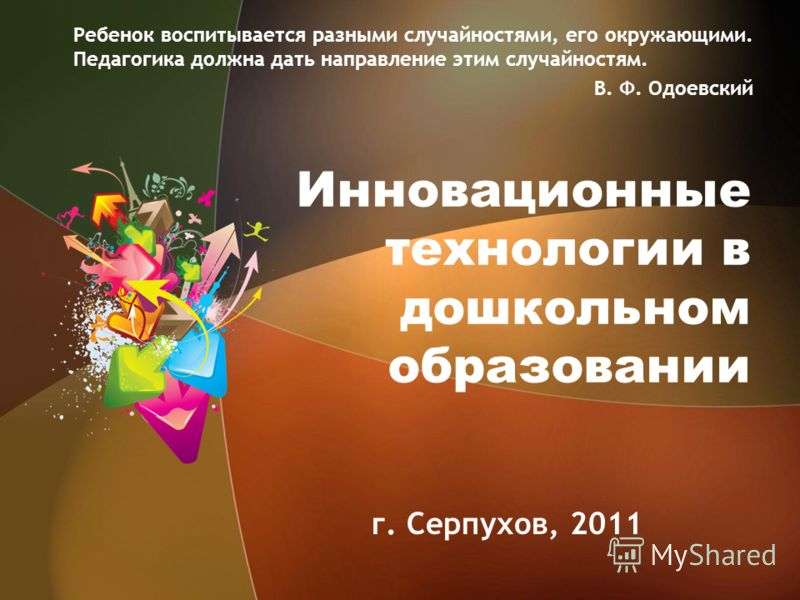 Ребенок воспитывается разными случайностями, его окружающими.
Педагогика должна дать направление этим случайностям.
В. Ф. Одоевский
Инновационные
технологии в
дошкольном
образовании
г. Серпухов, 2011
MyShared